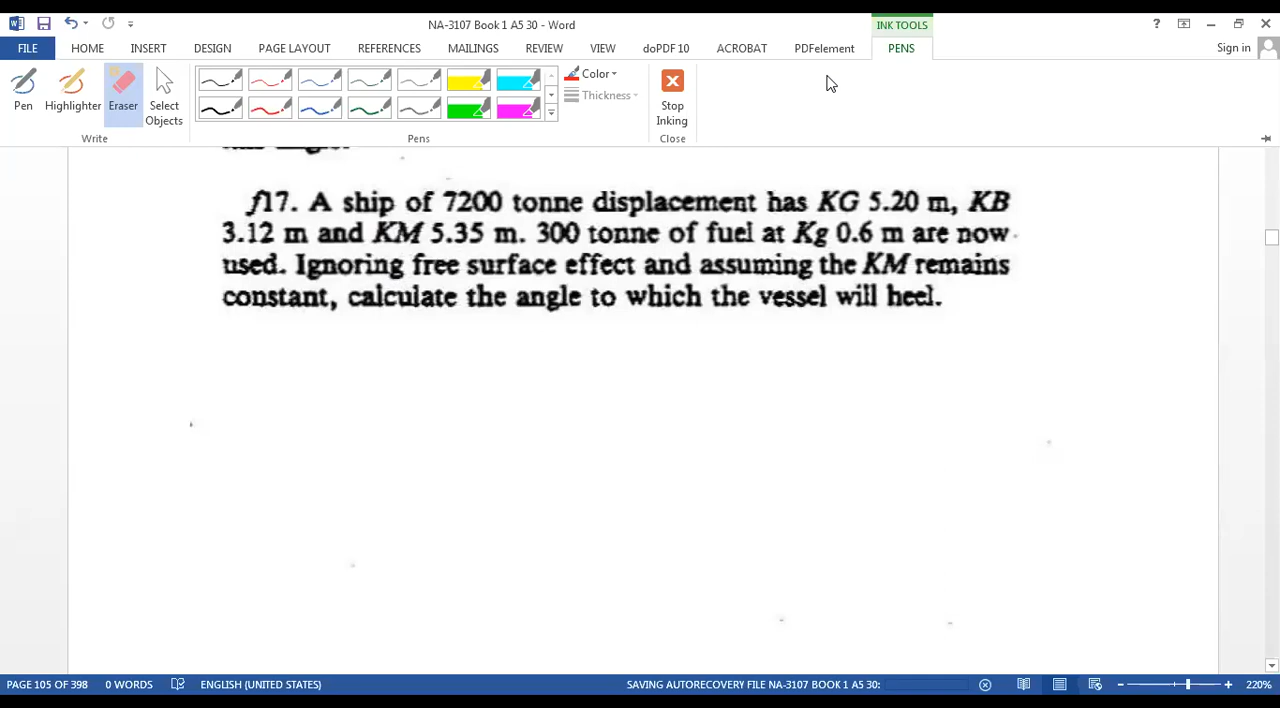 NA-3107 Book 1 A5 30 - Word
INK TOOLS
?
FILE HOME INSERT DESIGN PAGE LAYOUT REFERENCES MAILINGS REVIEW VIEW doPDF 10 ACROBAT PDFelement PENS Sign in
Pen Highlighter Eraser Select Objects
Color
Thickness
Stop Inking
Write Pens Close
f17. A ship of 7200 tonne displacement has KG 5.20 m, KB
3.12 m and KM 5.35 m. 300 tonne of fuel at Kg 0.6 m are now
used. Ignoring free surface effect and assuming the KM remains
constant, calculate the angle to which the vessel will heel.
PAGE 105 OF 398 0 WORDS ENGLISH (UNITED STATES) SAVING AUTORECOVERY FILE NA-3107 BOOK 1 A5 30: 220%